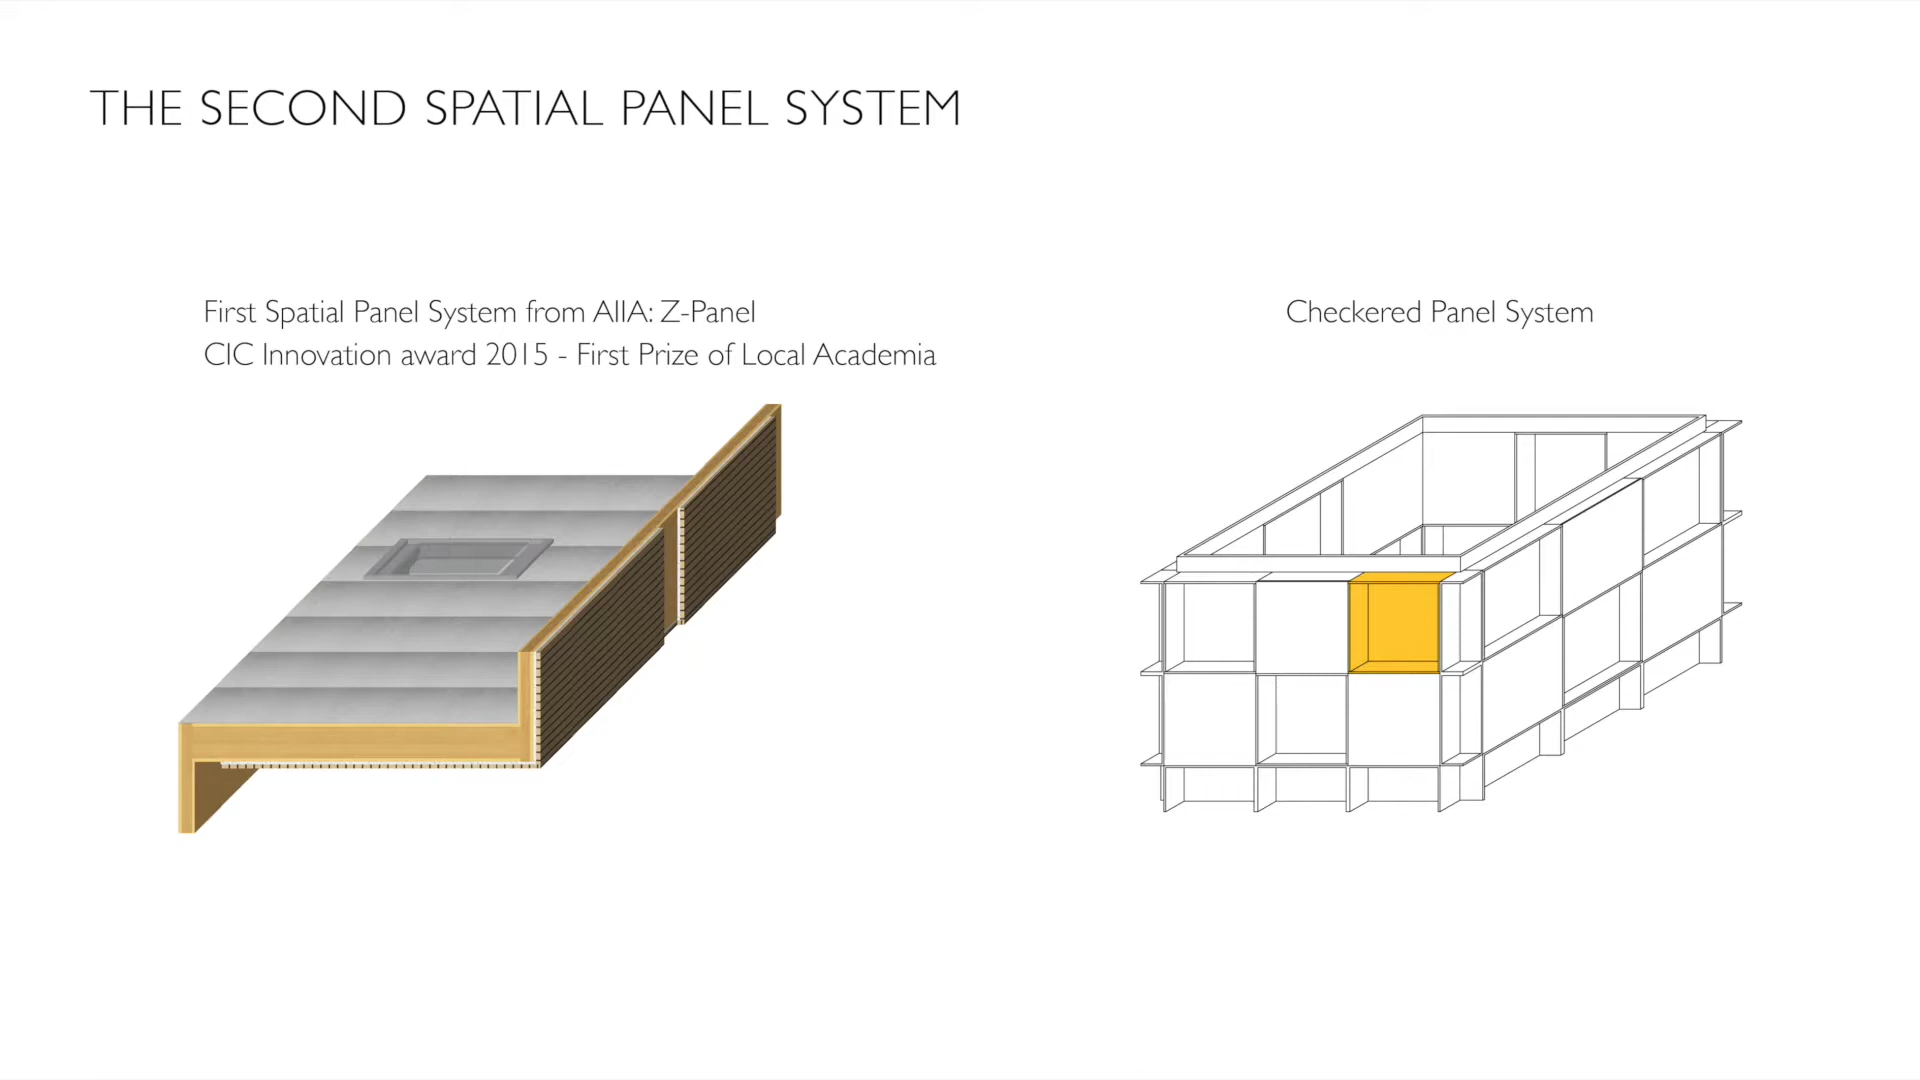 THE SECOND SPATIAL PANEL SYSTEM
First Spatial Panel System from AIIA: Z-Panel
CIC Innovation award 2015 - First Prize of Local Academia
Checkered Panel System